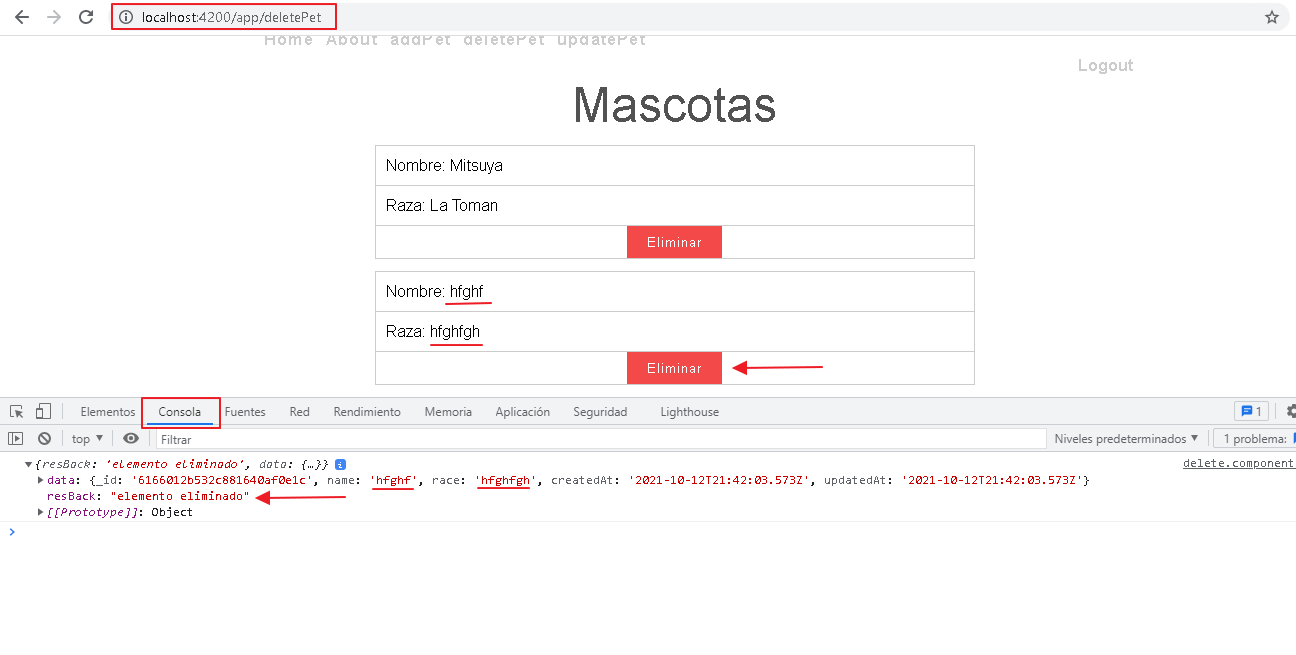 localhost:4200/app/deletePet
Home About addPet deletePet updatePet
Logout
Mascotas
Nombre: Mitsuya
Raza: La Toman
Eliminar
Nombre: hfghf
Raza: hfghfgh
Eliminar
Elementos Consola Fuentes Red Rendimiento Memoria Aplicación Seguridad Lighthouse 1
top ▼ Filtrar Niveles predeterminados ▼ 1 problema:
▼{resBack: 'elemento eliminado', data: {…}} i delete.component
▶data: {_id: '6166012b532c881640af0e1c', name: 'hfghf', race: 'hfghfgh', createdAt: '2021-10-12T21:42:03.573Z', updatedAt: '2021-10-12T21:42:03.573Z'}
resBack: "elemento eliminado"
▶[[Prototype]]: Object